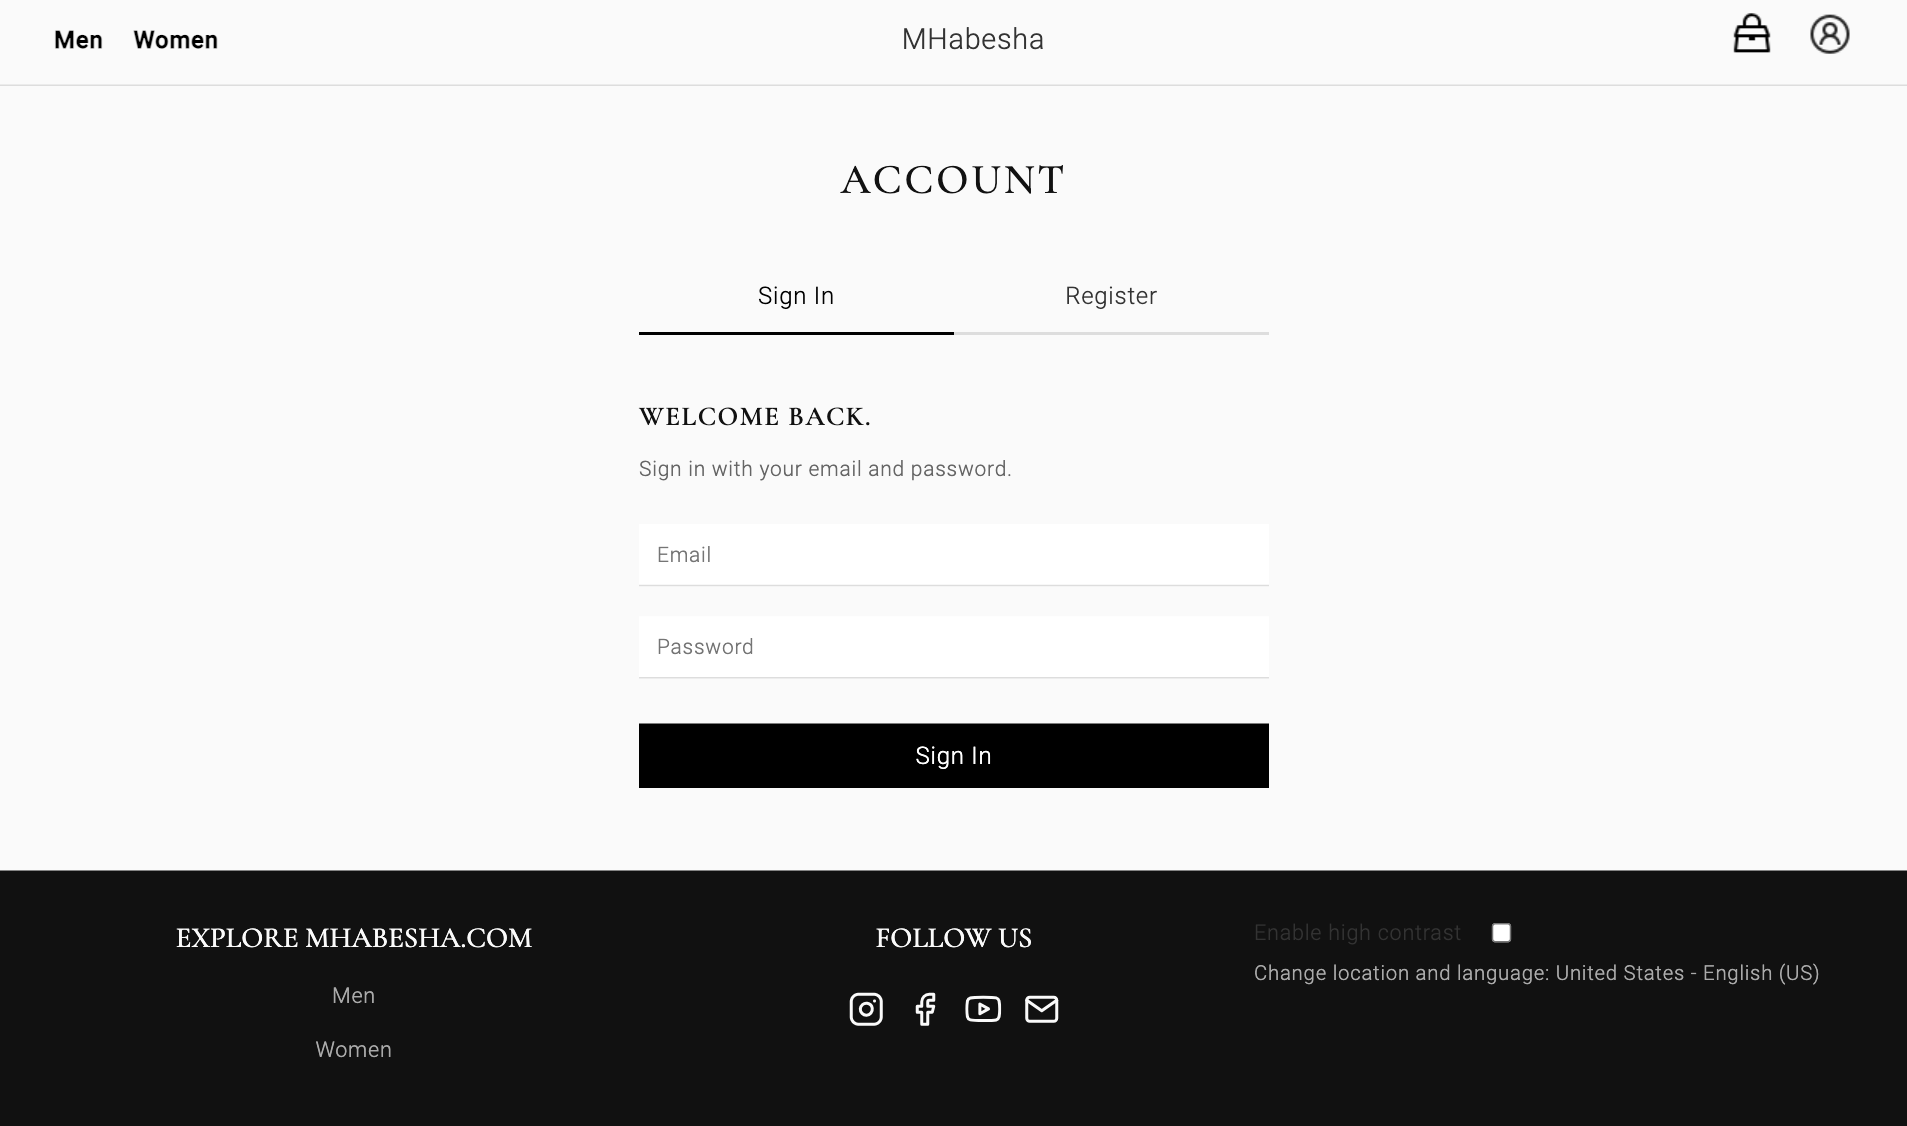 Men Women MHabesha
ACCOUNT
Sign In Register
WELCOME BACK.
Sign in with your email and password.
Email
Password
Sign In
EXPLORE MHABESHA.COM
Men
Women
FOLLOW US
Enable high contrast
Change location and language: United States - English (US)